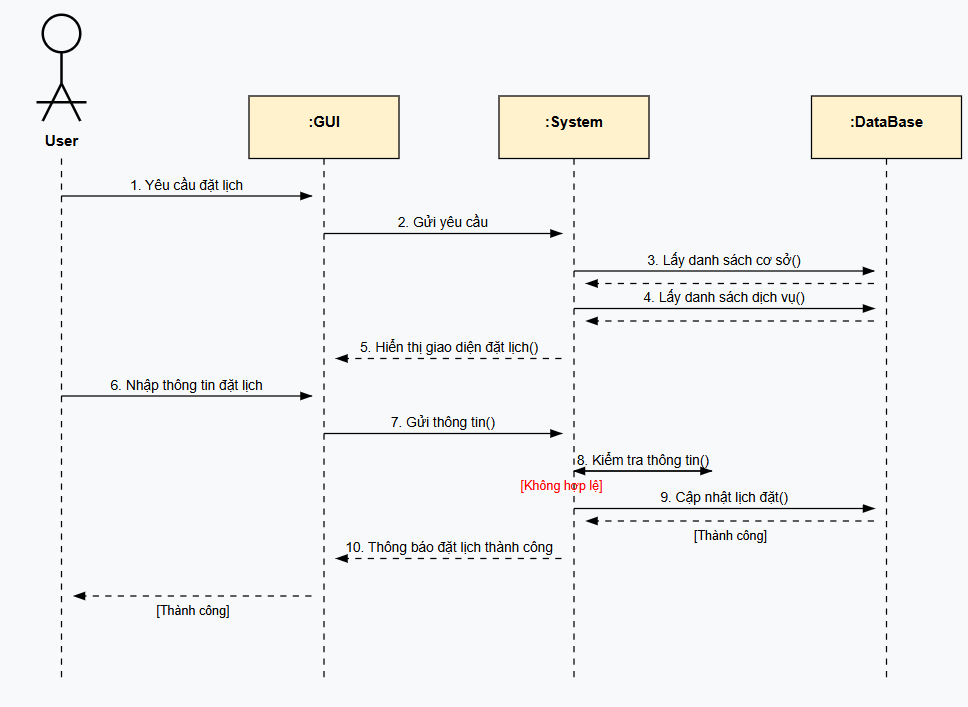 :GUI
:System
:DataBase
User
1. Yêu cầu đặt lịch
2. Gửi yêu cầu
3. Lấy danh sách cơ sở()
4. Lấy danh sách dịch vụ()
5. Hiển thị giao diện đặt lịch()
6. Nhập thông tin đặt lịch
7. Gửi thông tin()
8. Kiểm tra thông tin()
[Không hợp lệ]
9. Cập nhật lịch đặt()
[Thành công]
10. Thông báo đặt lịch thành công
[Thành công]